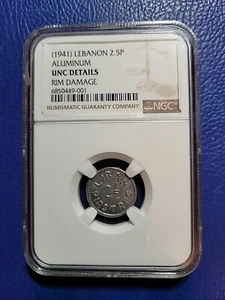 (1941) LEBANON 2.5P
ALUMINUM
UNC DETAILS
RIM DAMAGE
6850449-001
NUMISMATIC GUARANTY COMPANY
NGC